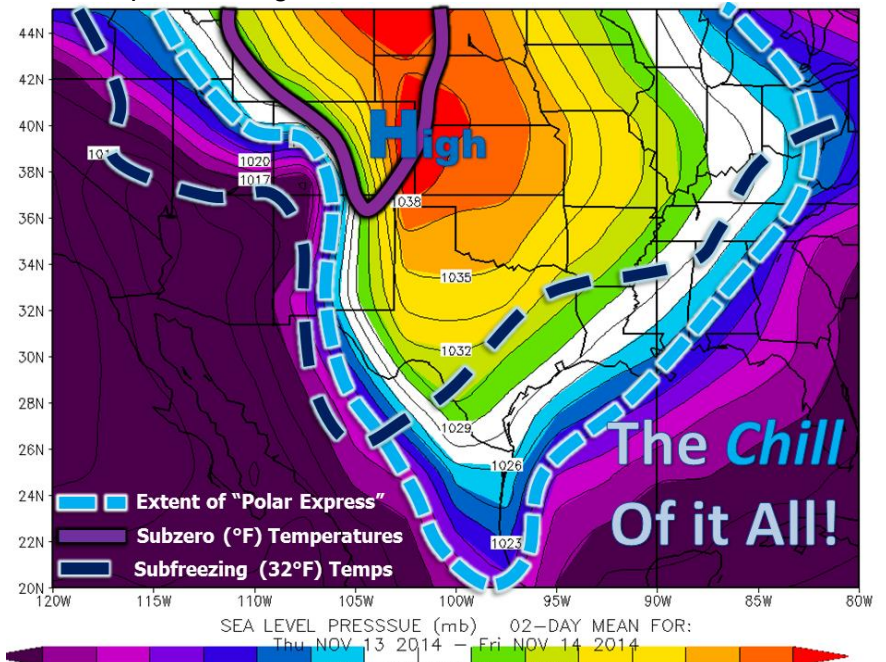 44N
42N
40N
38N
36N
34N
32N
30N
28N
26N
24N
22N
20N
High
1020
1017
038
1035
1032
1029
1026
1023
The Chill
Of it All!
Extent of “Polar Express”
Subzero (°F) Temperatures
Subfreezing (32°F) Temps
120W 115W 110W 105W 100W 95W 90W 85W 80W
SEA LEVEL PRESSSUE (mb) 02-DAY MEAN FOR:
Thu NOV 13 2014 – Fri NOV 14 2014